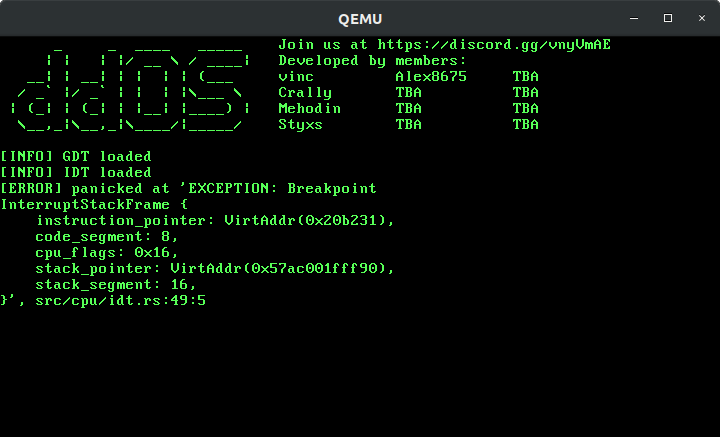 QEMU
Join us at https://discord.gg/vnyVmAE
Developed by members:
vinc Alex8675 TBA
Crally TBA TBA
Mehodin TBA TBA
Styxs TBA TBA
[INFO] GDT loaded
[INFO] IDT loaded
[ERROR] panicked at 'EXCEPTION: Breakpoint
InterruptStackFrame {
    instruction_pointer: VirtAddr(0x20b231),
    code_segment: 8,
    cpu_flags: 0x16,
    stack_pointer: VirtAddr(0x57ac001fff90),
    stack_segment: 16,
}', src/cpu/idt.rs:49:5